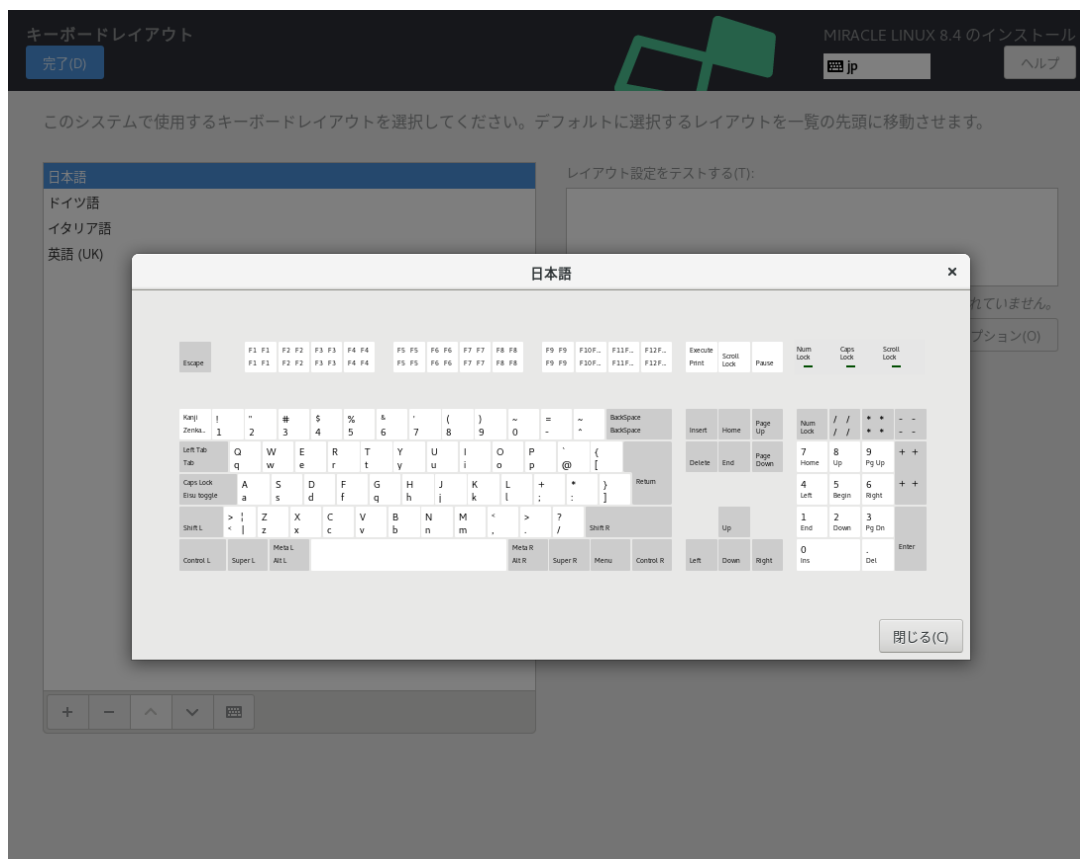 キーボードレイアウト
MIRACLE LINUX 8.4 のインストール
完了(D)
jp
ヘルプ
このシステムで使用するキーボードレイアウトを選択してください。デフォルトに選択するレイアウトを一覧の先頭に移動させます。
日本語
ドイツ語
イタリア語
英語 (UK)
レイアウト設定をテストする(T):
れていません。
プション(O)
日本語
×
Escape F1 F1 F2 F2 F3 F3 F4 F4 F5 F5 F6 F6 F7 F7 F8 F8 F9 F9 F10F... F11F... F12F... Execute Scroll Lock Pause Num Lock Caps Lock Scroll Lock
F1 F1 F2 F2 F3 F3 F4 F4 F5 F5 F6 F6 F7 F7 F8 F8 F9 F9 F10F... F11F... F12F... Print
Kanji ! " # $ % & ' ( ) ~ = ~ BackSpace Page Up / / * * - -
Zenka... 1 2 3 4 5 6 7 8 9 0 - ^ BackSpace Insert Home Num Lock / / * * - -
Left Tab Q W E R T Y U I O P ` { 7 8 9 + +
Tab q w e r t y u i o p @ [ Delete End Page Down Home Up Pg Up
Caps Lock A S D F G H J K L + * } Return 4 5 6 + +
Eisu toggle a s d f g h j k l ; : ] Left Begin Right
> ¦ Z X C V B N M < > ? 1 2 3
Shift L < | z x c v b n m , . / Shift R Up End Down Pg Dn
Meta L Meta R 0 . Enter
Control L Super L Alt L Alt R Super R Menu Control R Left Down Right Ins Del
閉じる(C)